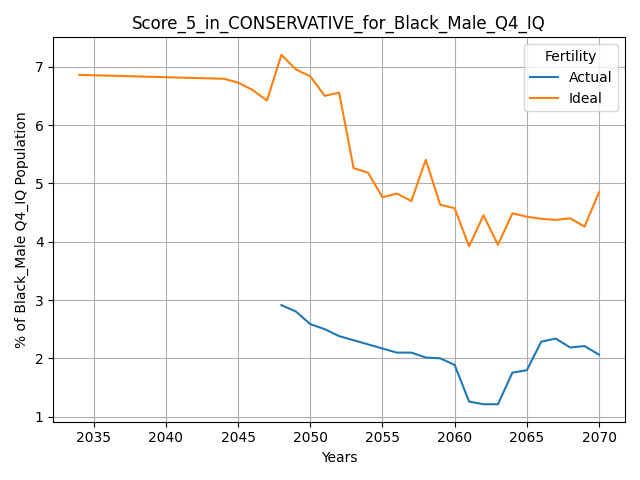 Score_5_in_CONSERVATIVE_for_Black_Male_Q4_IQ
Fertility
Actual
Ideal
% of Black_Male Q4_IQ Population
7
6
5
4
3
2
1
2035 2040 2045 2050 2055 2060 2065 2070
Years